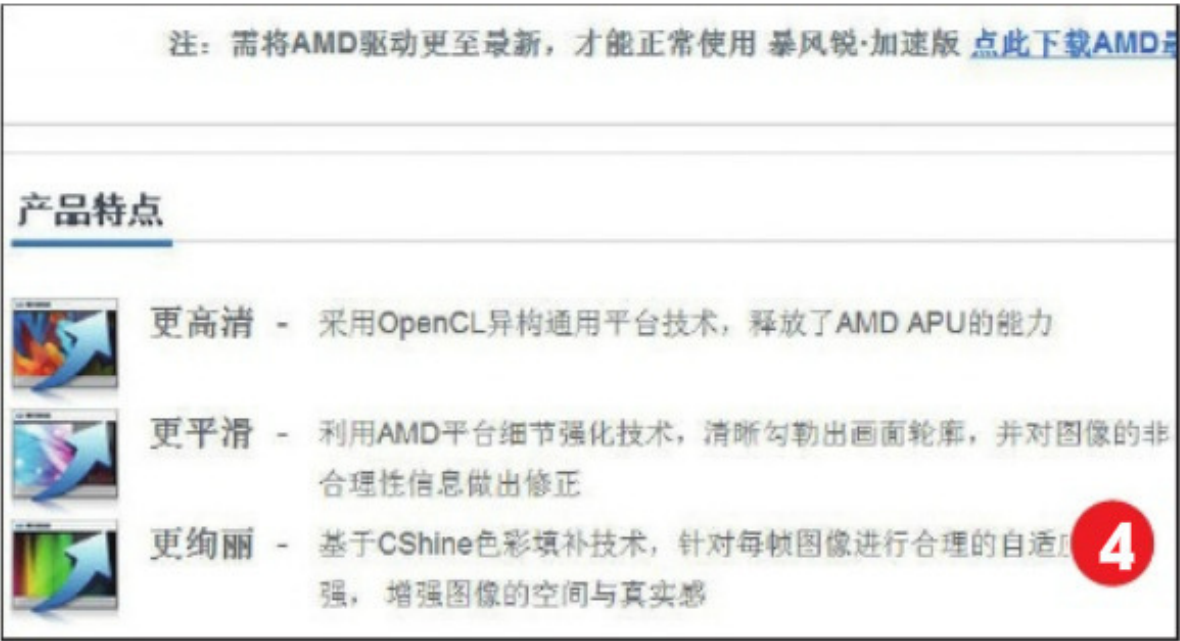 注：需将AMD驱动更至最新，才能正常使用 暴风锐·加速版 点此下载AMD
产品特点
更高清 - 采用OpenCL异构通用平台技术，释放了AMD APU的能力
更平滑 - 利用AMD平台细节强化技术，清晰勾勒出画面轮廓，并对图像的非
合理性信息做出修正
更绚丽 - 基于CShine色彩填补技术，针对每帧图像进行合理的自适
强， 增强图像的空间与真实感
4